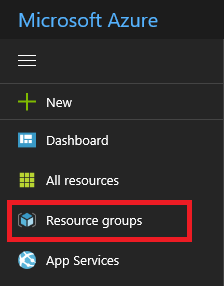 Microsoft Azure
New
Dashboard
All resources
Resource groups
App Services